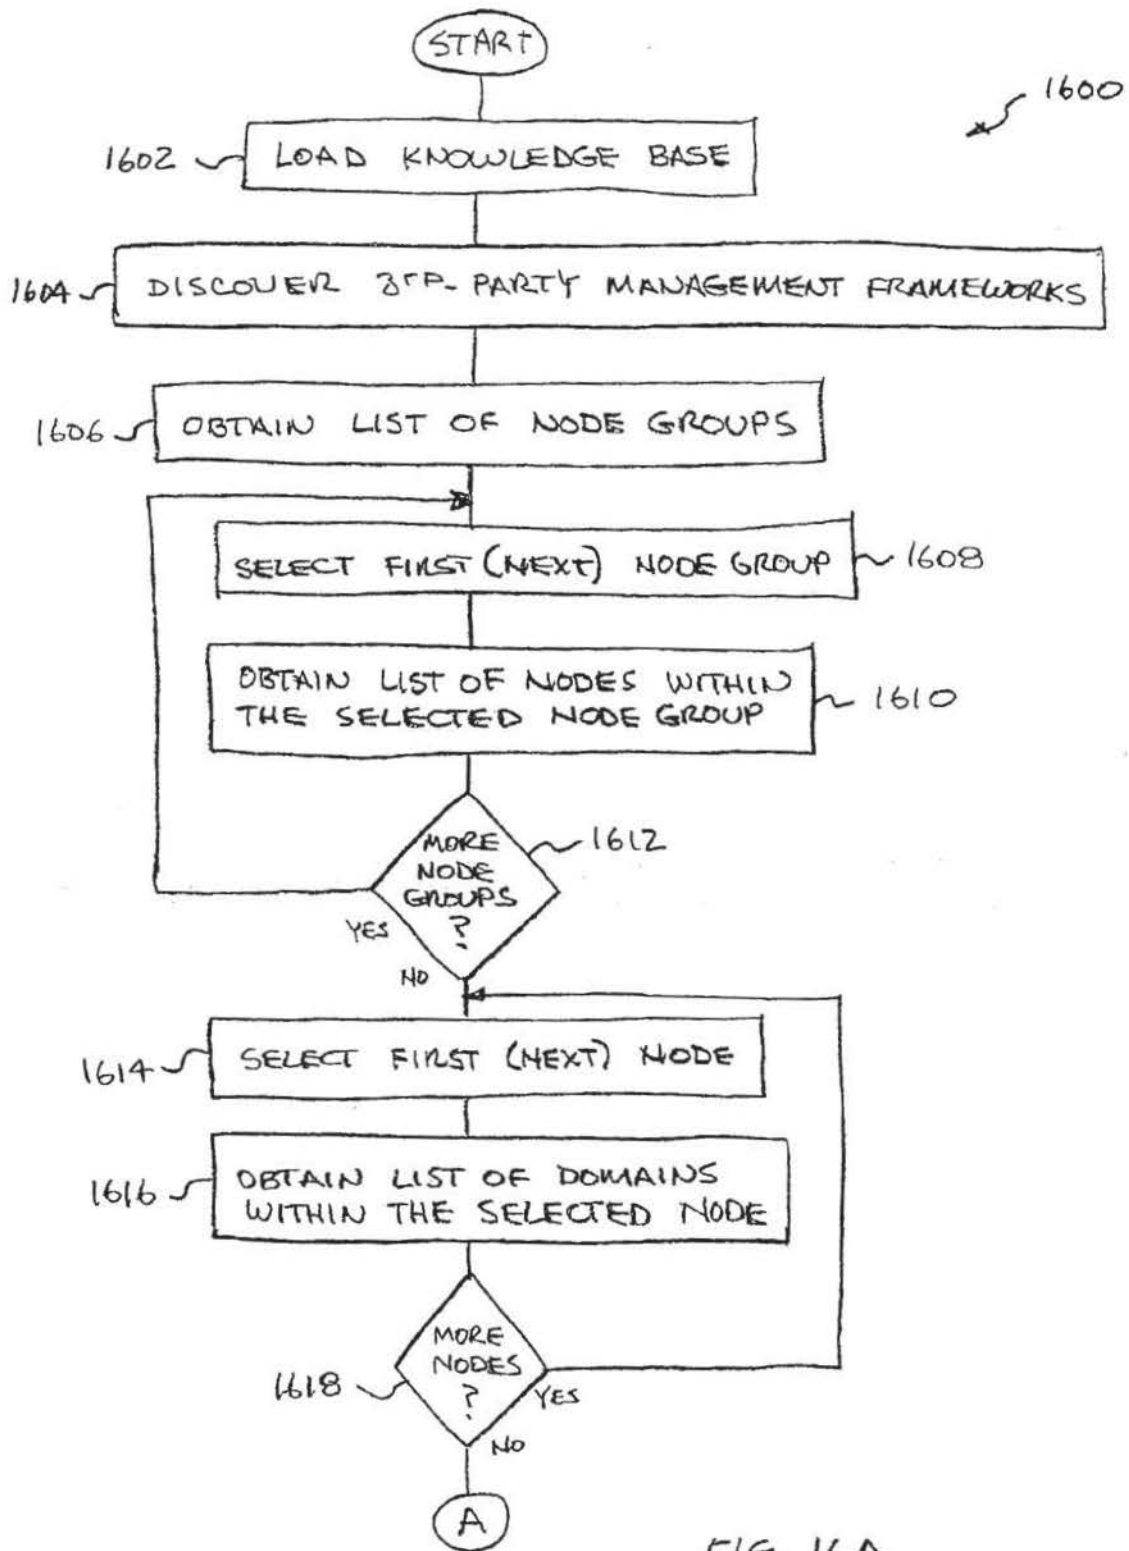 START
1600
1602
LOAD KNOWLEDGE BASE
1604
DISCOVER 3rd-PARTY MANAGEMENT FRAMEWORKS
1606
OBTAIN LIST OF NODE GROUPS
SELECT FIRST (NEXT) NODE GROUP
1608
OBTAIN LIST OF NODES WITHIN
THE SELECTED NODE GROUP
1610
MORE
NODE
GROUPS
?
1612
YES
NO
1614
SELECT FIRST (NEXT) NODE
1616
OBTAIN LIST OF DOMAINS
WITHIN THE SELECTED NODE
MORE
NODES
?
1618
YES
NO
A
FIG. 16A